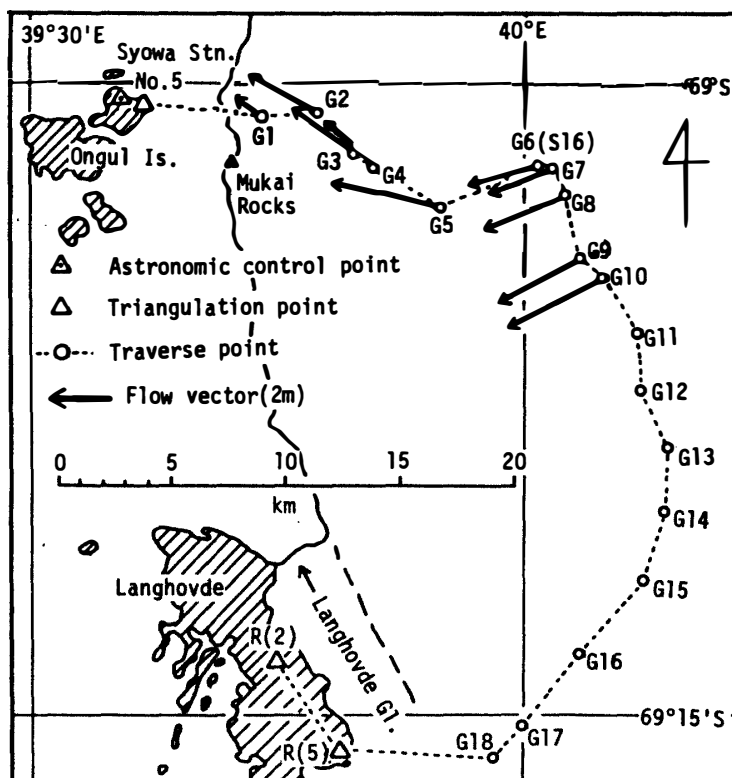 39°30'E
40°E
Syowa Stn.
No.5
69°S
G2
G1
G6(S16)
Ongul Is.
G3
G4
G7
Mukai
Rocks
G8
G5
G9
G10
Astronomic control point
Triangulation point
G11
Traverse point
G12
Flow vector(2m)
G13
0 5 10 15 20
km
G14
Langhovde
G15
Langhovde Gl.
R(2)
G16
69°15'S
G17
R(5)
G18